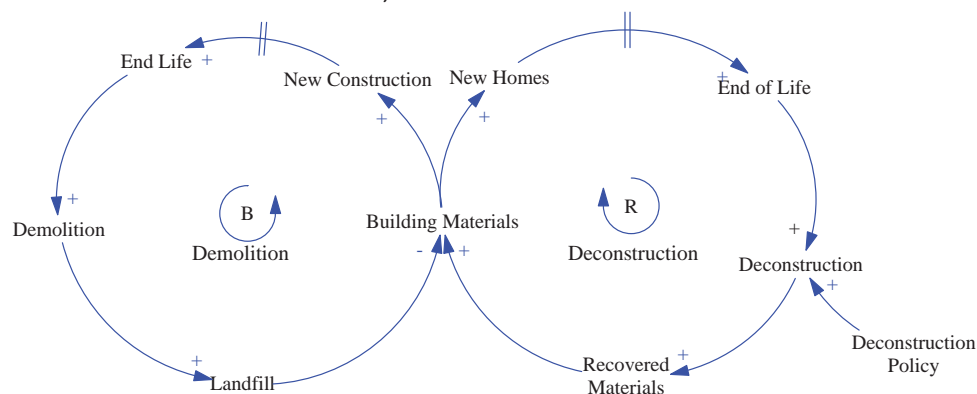 End Life
+
New Construction
New Homes
+
End of Life
+
+
+
Demolition
B
Demolition
Building Materials
-
+
R
Deconstruction
+
Deconstruction
+
+
Landfill
Recovered
Materials
+
Deconstruction
Policy